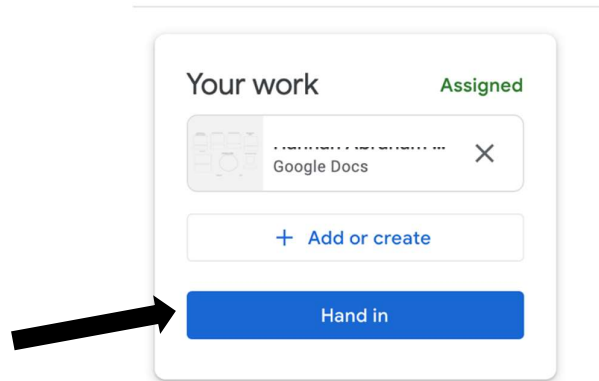 Your work
Assigned
Google Docs
+ Add or create
Hand in